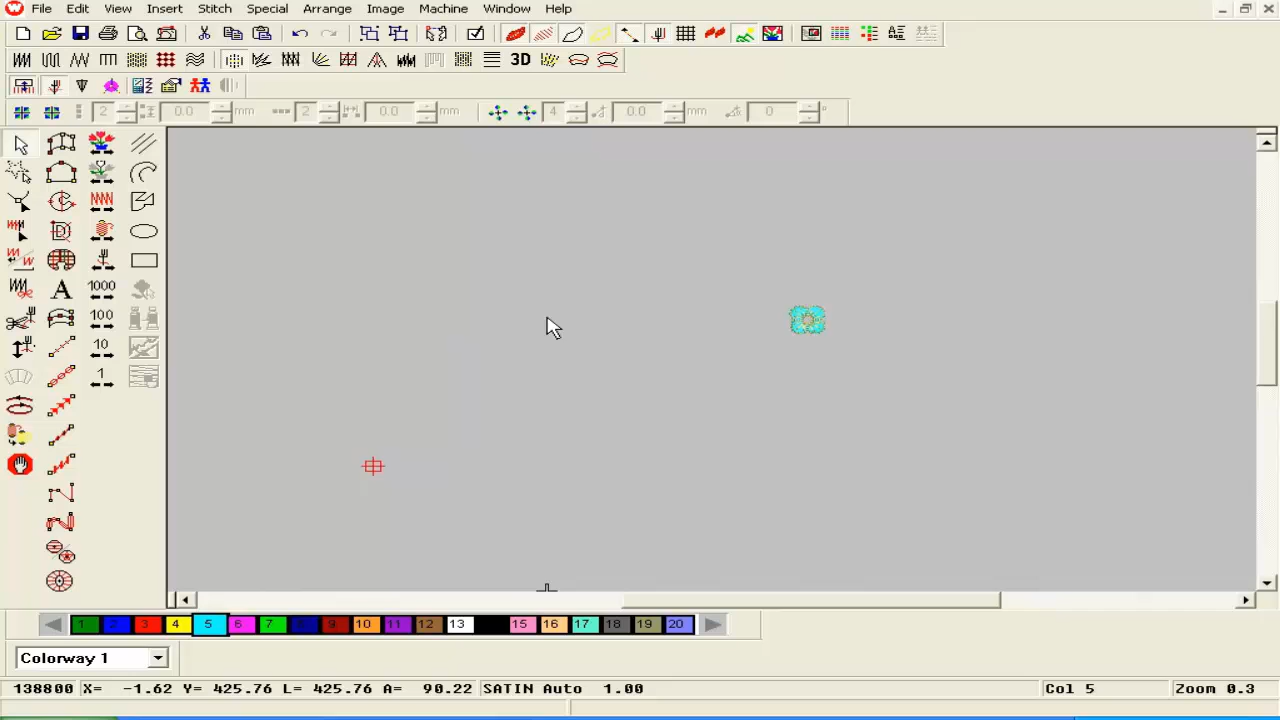 File Edit View Insert Stitch Special Arrange Image Machine Window Help
3D
2 0.0 mm 2 0.0 mm 4 0.0 mm 0 °
1000
A 100
10
1
1 2 3 4 5 6 7 8 9 10 11 12 13 15 16 17 18 19 20
Colorway 1
138800 X= -1.62 Y= 425.76 L= 425.76 A= 90.22 SATIN Auto 1.00 Col 5 Zoom 0.3